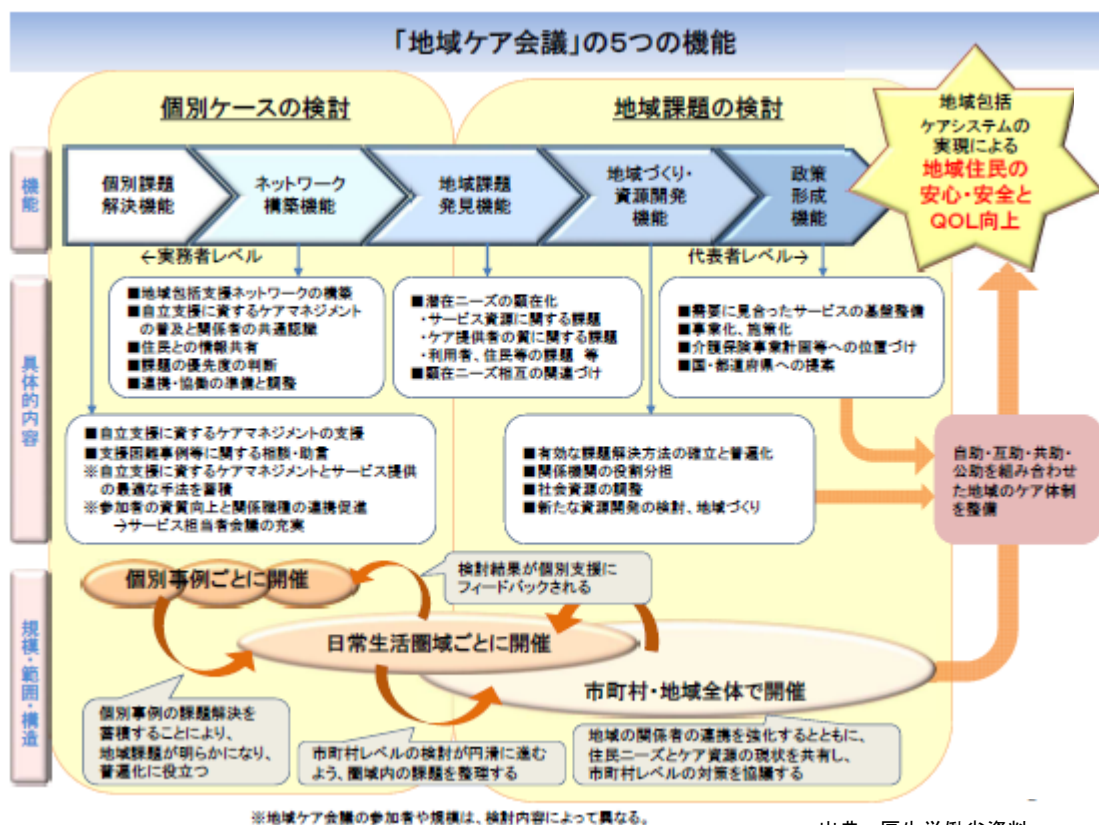 「地域ケア会議」の5つの機能
個別ケースの検討
地域課題の検討
地域包括
ケアシステムの
実現による
地域住民の
安心・安全と
QOL向上
機能
個別課題
解決機能
ネットワーク
構築機能
地域課題
発見機能
地域づくり・
資源開発
機能
政策
形成
機能
←実務者レベル
代表者レベル→
具体的内容
■地域包括支援ネットワークの構築
■自立支援に資するケアマネジメント
の普及と関係者の共通認識
■住民との情報共有
■課題の優先度の判断
■連携・協働の準備と調整
■潜在ニーズの顕在化
・サービス資源に関する課題
・ケア提供者の質に関する課題
・利用者、住民等の課題 等
■顕在ニーズ相互の関連づけ
■需要に見合ったサービスの基盤整備
■事業化、施策化
■介護保険事業計画等への位置づけ
■国・都道府県への提案
■自立支援に資するケアマネジメントの支援
■支援困難事例等に関する相談・助言
※自立支援に資するケアマネジメントとサービス提供
の最適な手法を蓄積
※参加者の資質向上と関係職種の連携促進
→サービス担当者会議の充実
■有効な課題解決方法の確立と普遍化
■関係機関の役割分担
■社会資源の調整
■新たな資源開発の検討、地域づくり
自助・互助・共助・
公助を組み合わせ
た地域のケア体制
を整備
規模・範囲・構造
個別事例ごとに開催
検討結果が個別支援に
フィードバックされる
日常生活圏域ごとに開催
市町村・地域全体で開催
個別事例の課題解決を
蓄積することにより、
地域課題が明らかになり、
普遍化に役立つ
市町村レベルの検討が円滑に進む
よう、圏域内の課題を整理する
地域の関係者の連携を強化するとともに、
住民ニーズとケア資源の現状を共有し、
市町村レベルの対策を協議する
※地域ケア会議の参加者や規模は、検討内容によって異なる。